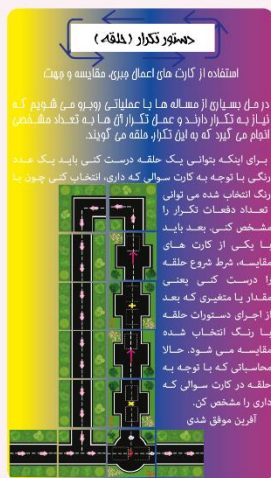 دستور تکرار (حلقه)
استفاده از کارت های اعمال جبری، مقایسه و جهت
در حل بسیاری از مساله ها با عملیاتی روبرو می شویم که
نیاز به تکرار دارند و عمل تکرار آن ها به تعداد مشخصی
انجام می گیرد که به این تکرار، حلقه می گویند.
برای اینکه بتوانی یک حلقه درست کنی باید یک عدد
رنگی با توجه به کارت سوالی که داری، انتخاب کنی چون با
رنگ انتخاب شده می توانی
تعداد دفعات تکرار را
مشخص کنی. بعد باید
با یکی از کارت های
مقایسه، شرط شروع حلقه
را درست کنی یعنی
مقدار یا متغیری که بعد
از اجرای دستورات حلقه
با رنگ انتخاب شده
مقایسه می شود. حالا
محاسباتی که با توجه به
حلقه در کارت سوالی که
داری را مشخص کن.
آفرین موفق شدی